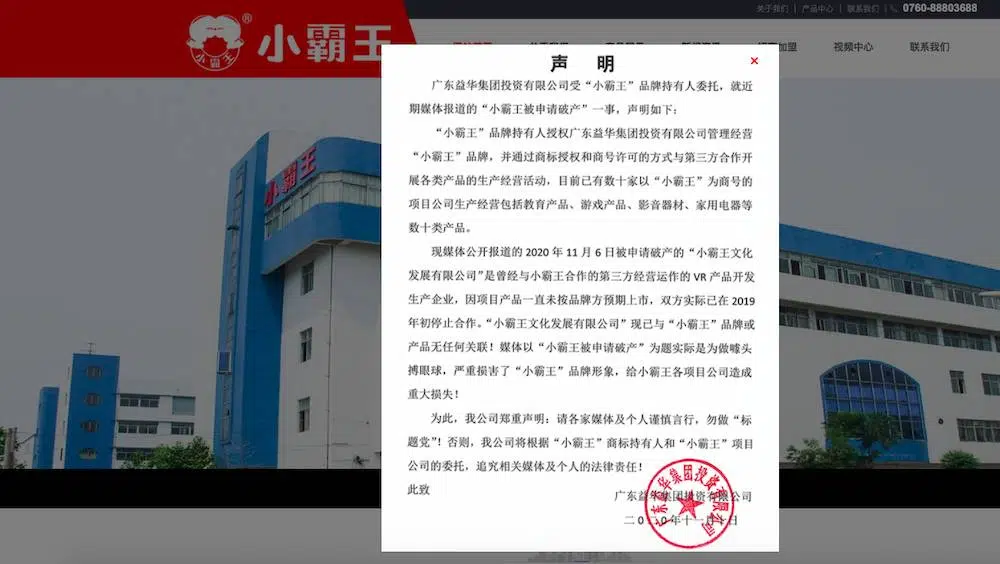 关于我们 | 产品中心 | 联系我们 | 0760-88803688
小霸王®
小霸王
视频中心
联系我们
小霸王
声 明
广东益华集团投资有限公司受“小霸王”品牌持有人委托，就近
期媒体报道的“小霸王被申请破产”一事，声明如下：
“小霸王”品牌持有人授权广东益华集团投资有限公司管理经营
“小霸王”品牌，并通过商标授权和商号许可的方式与第三方合作开
展各类产品的生产经营活动，目前已有数十家以“小霸王”为商号的
项目公司生产经营包括教育产品、游戏产品、影音器材、家用电器等
数十类产品。
现媒体公开报道的 2020 年 11 月 6 日被申请破产的“小霸王文化
发展有限公司”是曾经与小霸王合作的第三方经营运作的 VR 产品开发
生产企业，因项目产品一直未按品牌方预期上市，双方实际已在 2019
年初停止合作。“小霸王文化发展有限公司”现已与“小霸王”品牌或
产品无任何关联！媒体以“小霸王被申请破产”为题实际是为做噱头
搏眼球，严重损害了“小霸王”品牌形象，给小霸王各项目公司造成
重大损失！
为此，我公司郑重声明：请各家媒体及个人谨慎言行，勿做“标
题党”！否则，我公司将根据“小霸王”商标持有人和“小霸王”项目
公司的委托，追究相关媒体及个人的法律责任！
此致
广东益华集团投资有限公司
广东益华集团投资有限公司